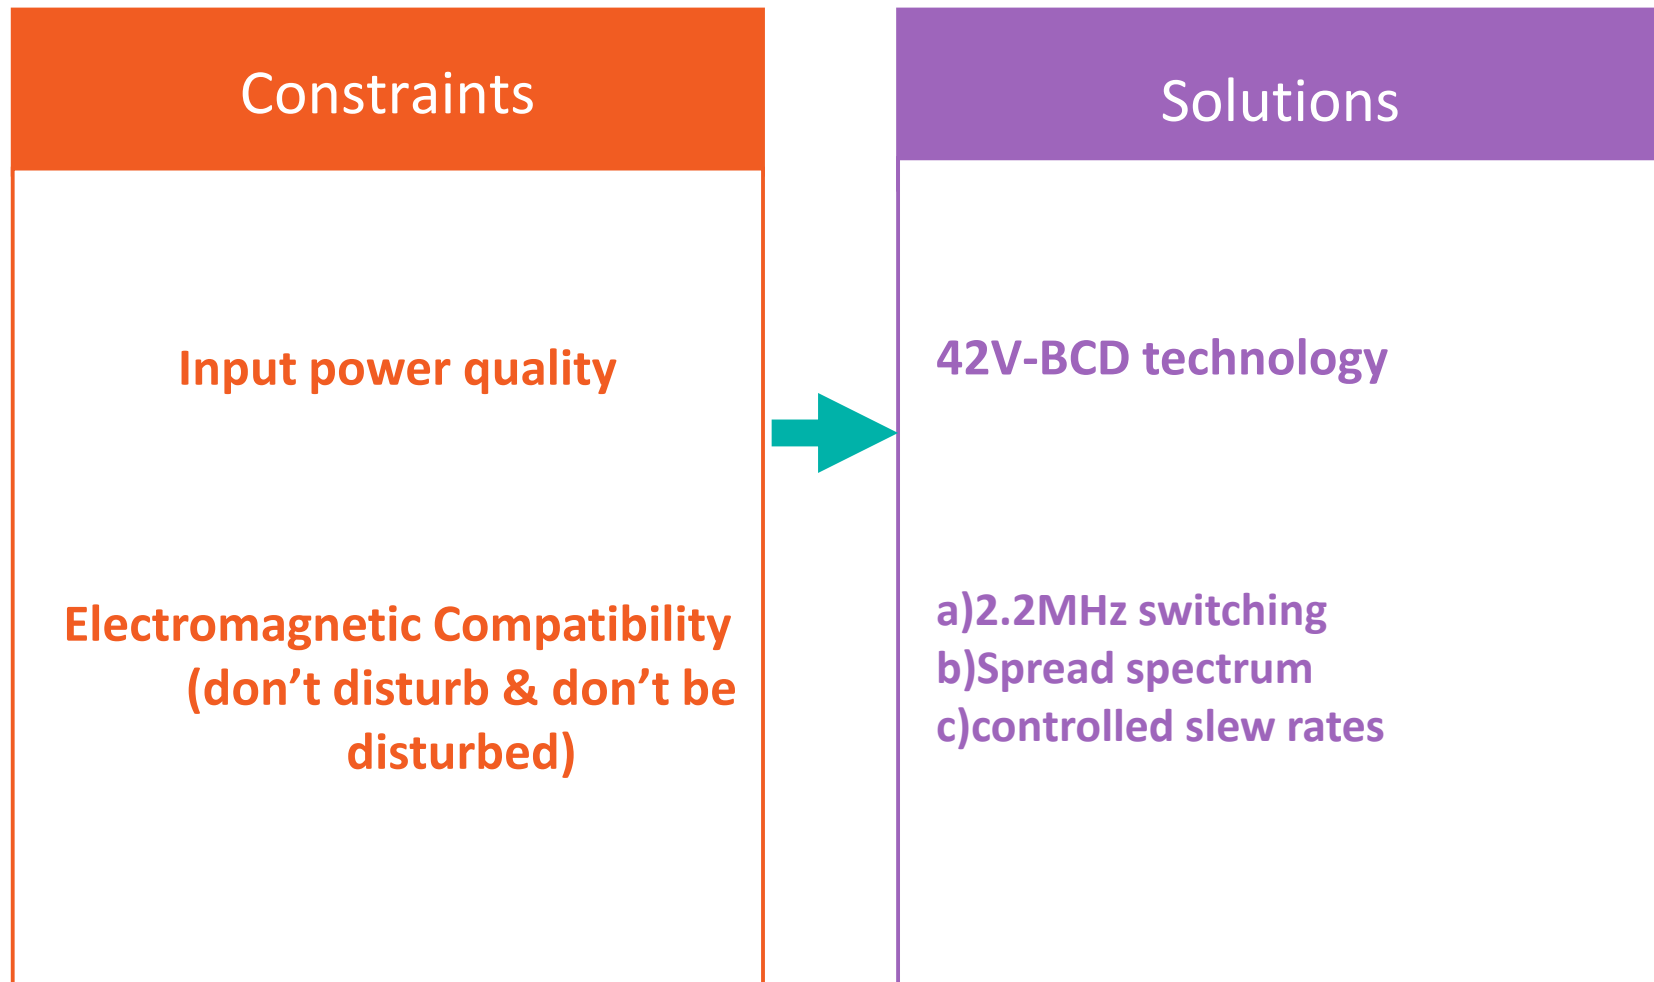 Constraints
Input power quality
Electromagnetic Compatibility
(don’t disturb & don’t be
disturbed)
Solutions
42V-BCD technology
a)2.2MHz switching
b)Spread spectrum
c)controlled slew rates